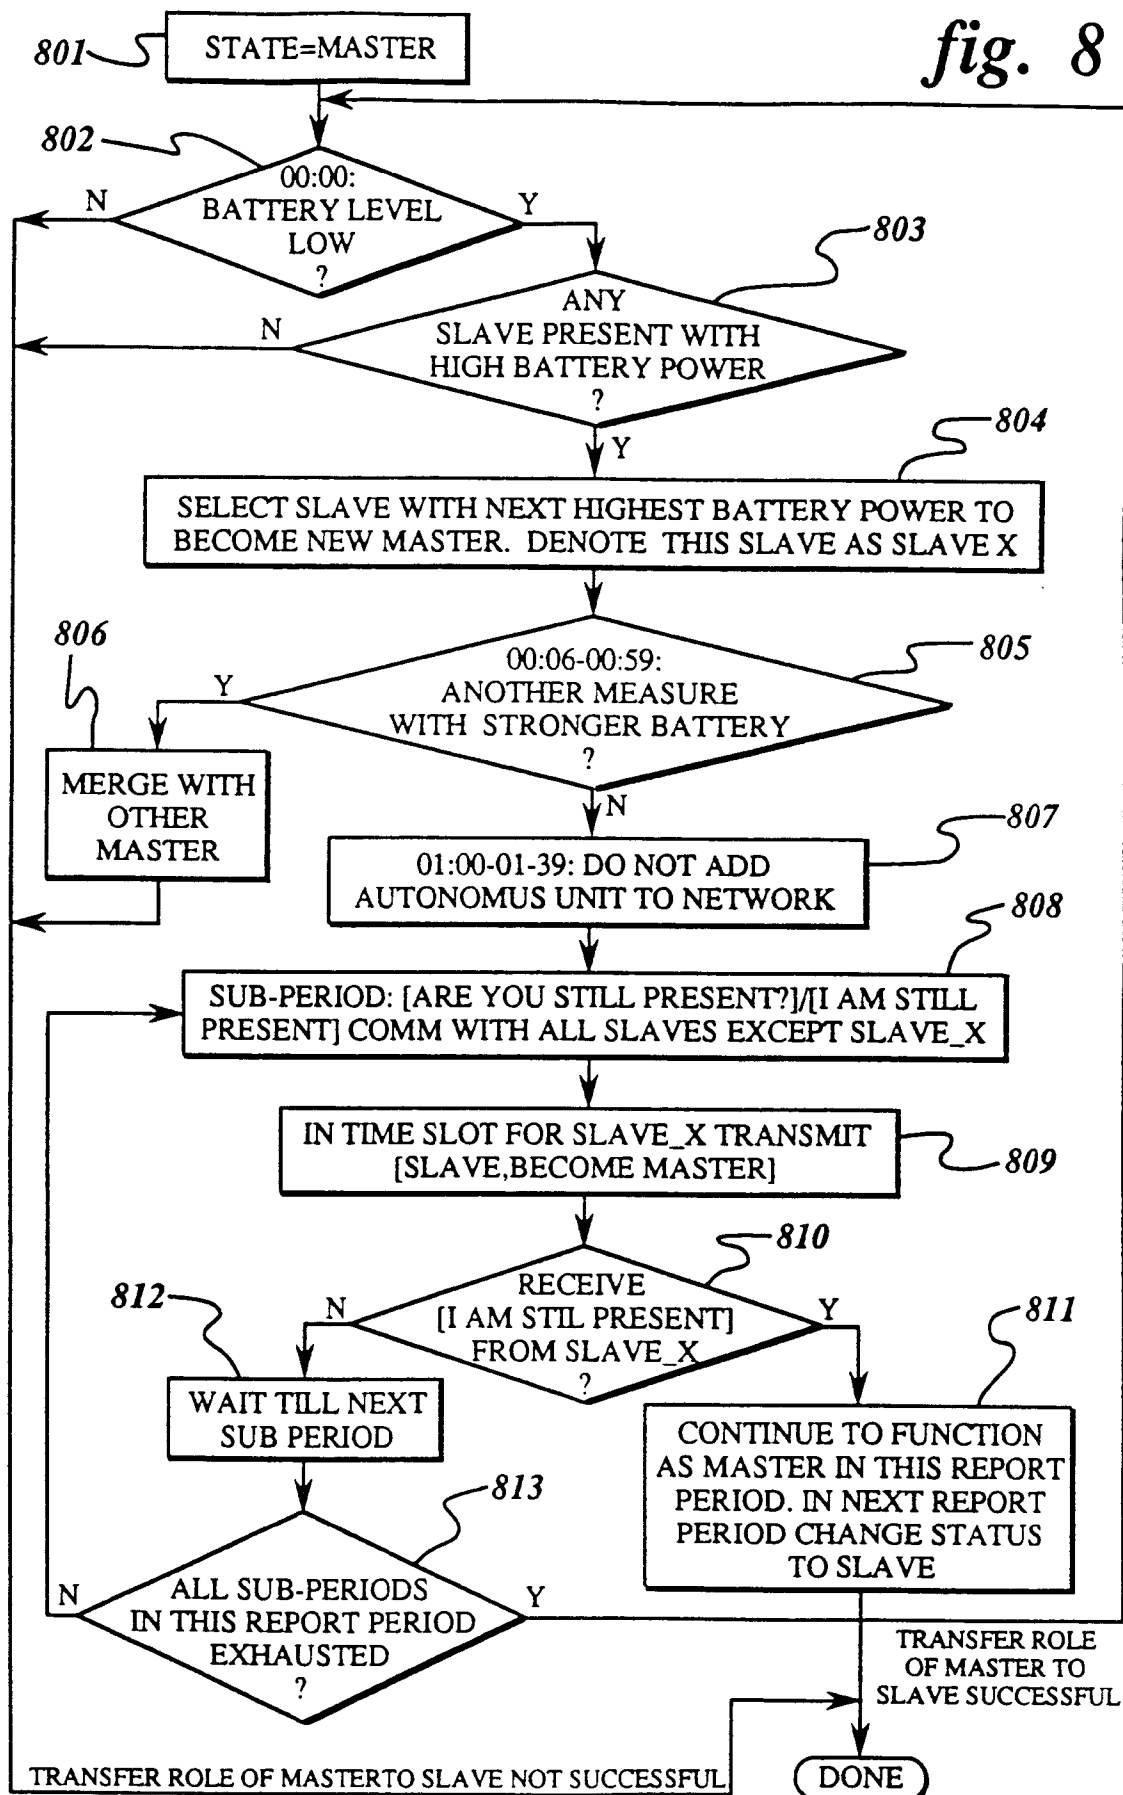 fig. 8
801
STATE=MASTER
802
00:00:
BATTERY LEVEL
LOW
?
N
Y
803
ANY
SLAVE PRESENT WITH
HIGH BATTERY POWER
?
N
Y
804
SELECT SLAVE WITH NEXT HIGHEST BATTERY POWER TO
BECOME NEW MASTER. DENOTE THIS SLAVE AS SLAVE X
805
00:06-00:59:
ANOTHER MEASURE
WITH STRONGER BATTERY
?
Y
N
806
MERGE WITH
OTHER
MASTER
807
01:00-01-39: DO NOT ADD
AUTONOMUS UNIT TO NETWORK
808
SUB-PERIOD: [ARE YOU STILL PRESENT?]/[I AM STILL
PRESENT] COMM WITH ALL SLAVES EXCEPT SLAVE_X
IN TIME SLOT FOR SLAVE_X TRANSMIT
[SLAVE,BECOME MASTER]
809
810
RECEIVE
[I AM STIL PRESENT]
FROM SLAVE_X
?
N
Y
812
WAIT TILL NEXT
SUB PERIOD
811
CONTINUE TO FUNCTION
AS MASTER IN THIS REPORT
PERIOD. IN NEXT REPORT
PERIOD CHANGE STATUS
TO SLAVE
813
ALL SUB-PERIODS
IN THIS REPORT PERIOD
EXHAUSTED
?
N
Y
TRANSFER ROLE
OF MASTER TO
SLAVE SUCCESSFUL
TRANSFER ROLE OF MASTERTO SLAVE NOT SUCCESSFUL
DONE